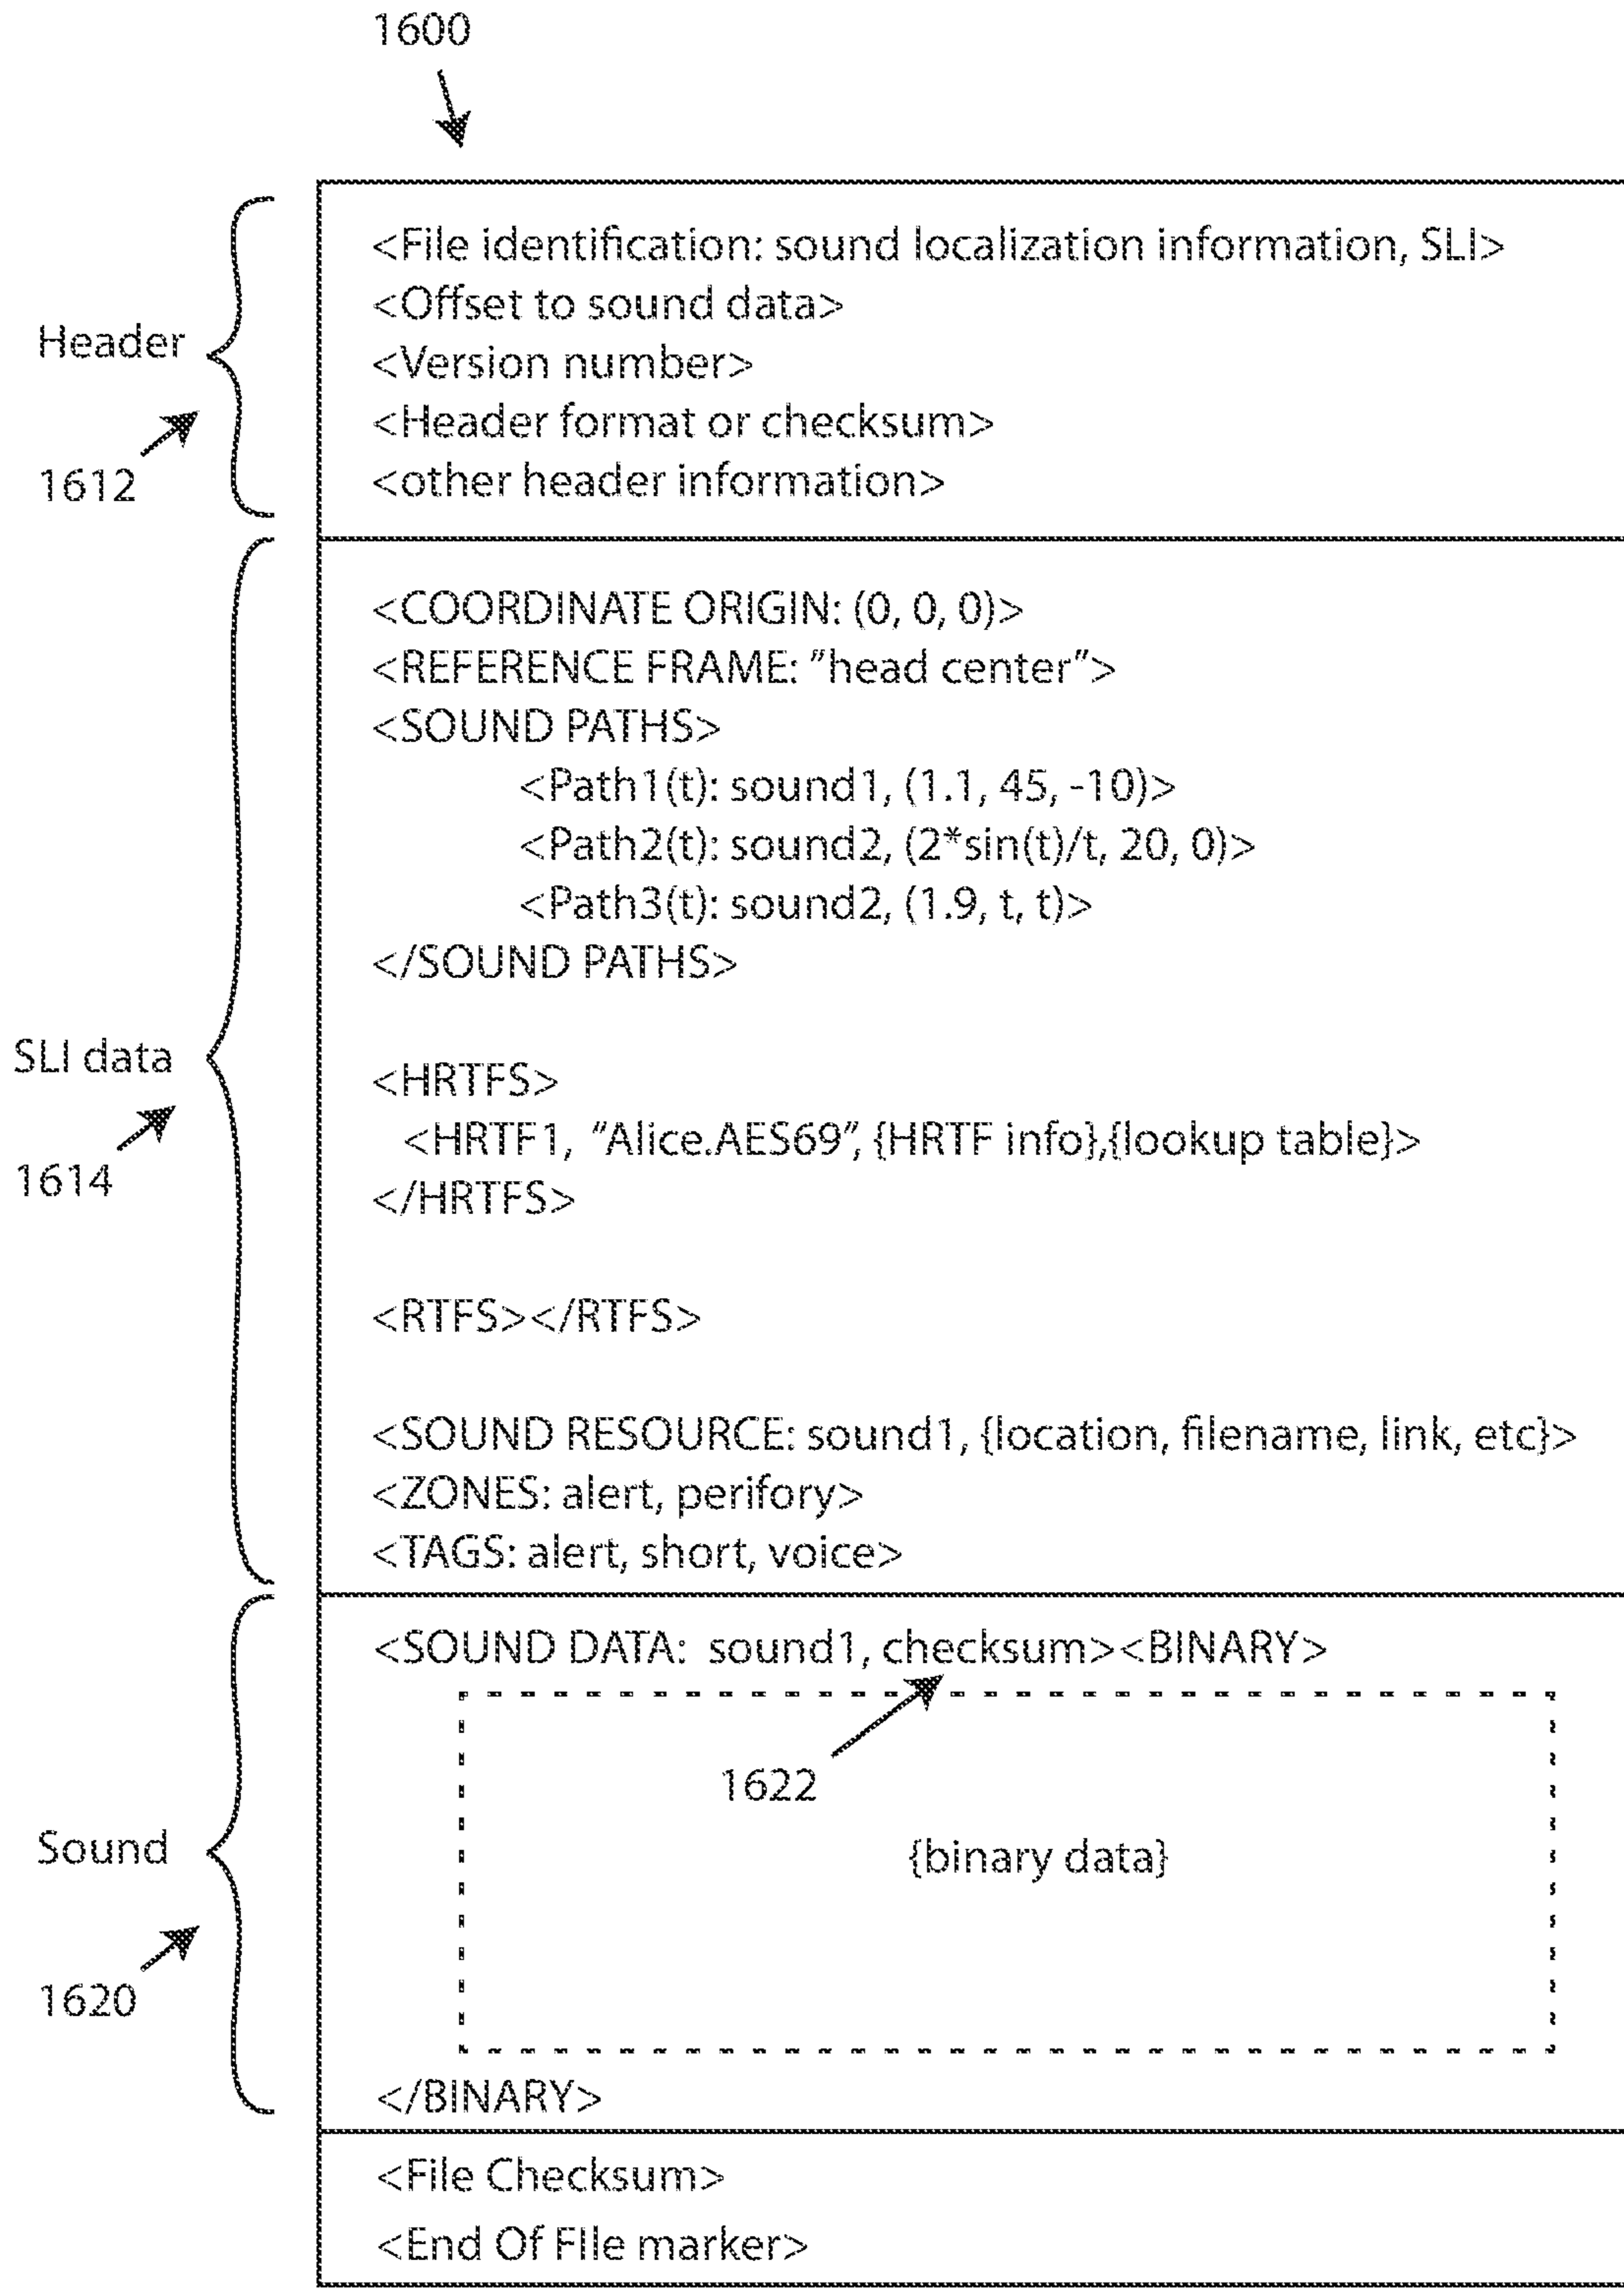 1600
<File identification: sound localization information, SLI>
<Offset to sound data>
Header
<Version number>
<Header format or checksum>
1612
<other header information>
<COORDINATE ORIGIN: (0, 0, 0)>
<REFERENCE FRAME: ”head center”>
<SOUND PATHS>
<Path1(t): sound1, (1.1, 45, -10)>
<Path2(t): sound2, (2*sin(t)/t, 20, 0)>
<Path3(t): sound2, (1.9, t, t)>
</SOUND PATHS>
SLI data
<HRTFS>
<HRTF1, “Alice.AES69”, {HRTF info},{lookup table}>
1614
</HRTFS>
<RTFS></RTFS>
<SOUND RESOURCE: sound1, {location, filename, link, etc}>
<ZONES: alert, perifory>
<TAGS: alert, short, voice>
<SOUND DATA: sound1, checksum><BINARY>
1622
Sound
{binary data}
1620
</BINARY>
<File Checksum>
<End Of FIle marker>